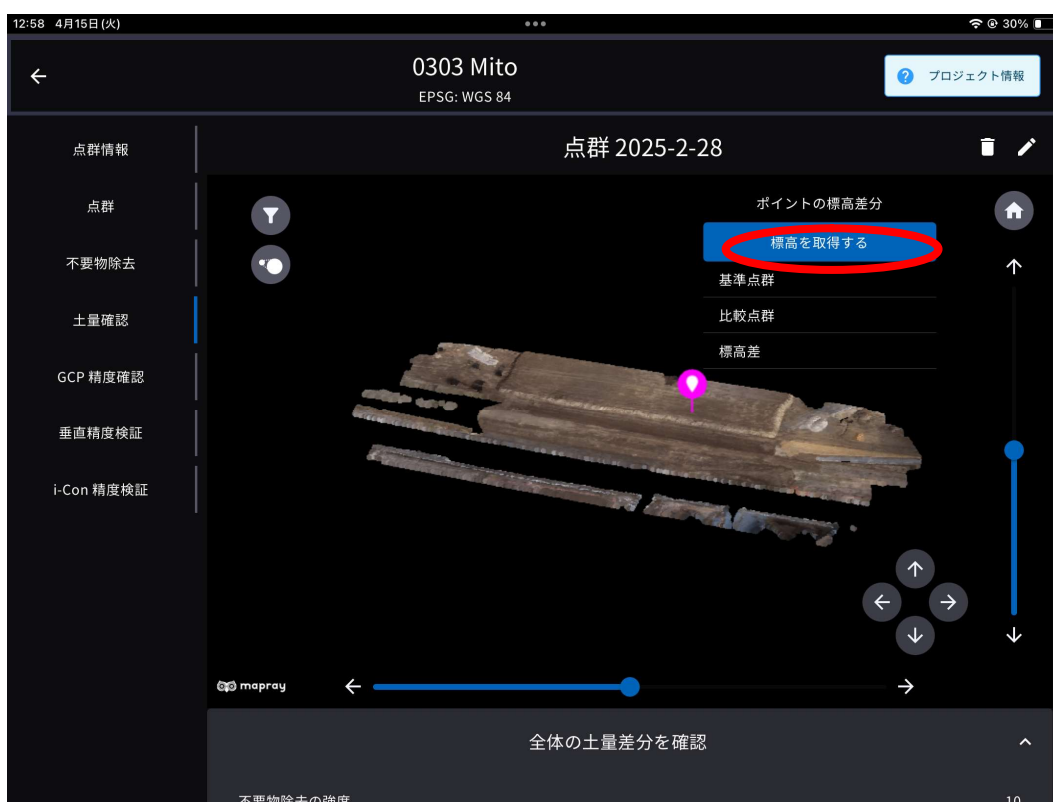 12:58 4月15日(火)
30%
0303 Mito
EPSG: WGS 84
プロジェクト情報
点群情報
点群
不要物除去
土量確認
GCP 精度確認
垂直精度検証
i-Con 精度検証
点群 2025-2-28
ポイントの標高差分
標高を取得する
基準点群
比較点群
標高差
mapray
全体の土量差分を確認
不要物除去の強度
10